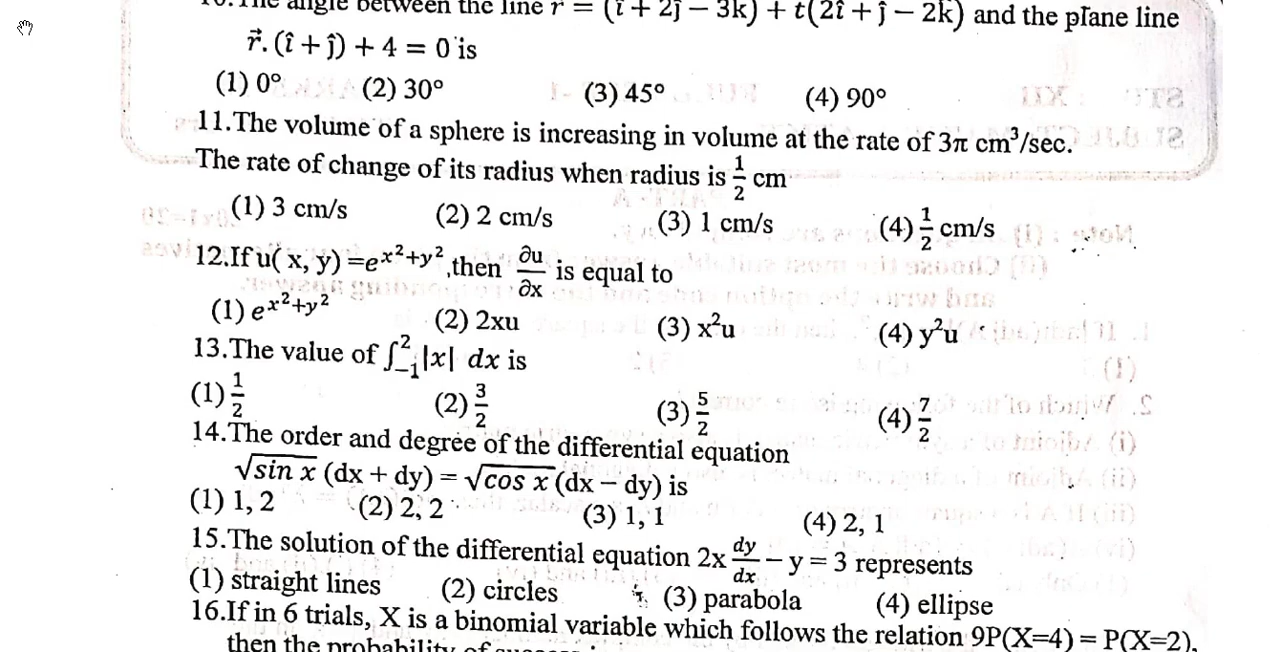 10. The angle between the line r⃗ = (î + 2ĵ – 3k̂) + t(2î + ĵ – 2k̂) and the plane line
r⃗. (î + ĵ) + 4 = 0 is
(1) 0° (2) 30° (3) 45° (4) 90°
11.The volume of a sphere is increasing in volume at the rate of 3π cm³/sec.
The rate of change of its radius when radius is 1/2 cm
(1) 3 cm/s (2) 2 cm/s (3) 1 cm/s (4) 1/2 cm/s
12.If u( x, y) =e^(x²+y²) ,then ∂u/∂x is equal to
(1) e^(x²+y²) (2) 2xu (3) x²u (4) y²u
13.The value of ∫₋₁² |x| dx is
(1) 1/2 (2) 3/2 (3) 5/2 (4) 7/2
14.The order and degree of the differential equation
√sin x (dx + dy) = √cos x (dx – dy) is
(1) 1, 2 (2) 2, 2 (3) 1, 1 (4) 2, 1
15.The solution of the differential equation 2x dy/dx – y = 3 represents
(1) straight lines (2) circles (3) parabola (4) ellipse
16.If in 6 trials, X is a binomial variable which follows the relation 9P(X=4) = P(X=2),
then the probability of success is